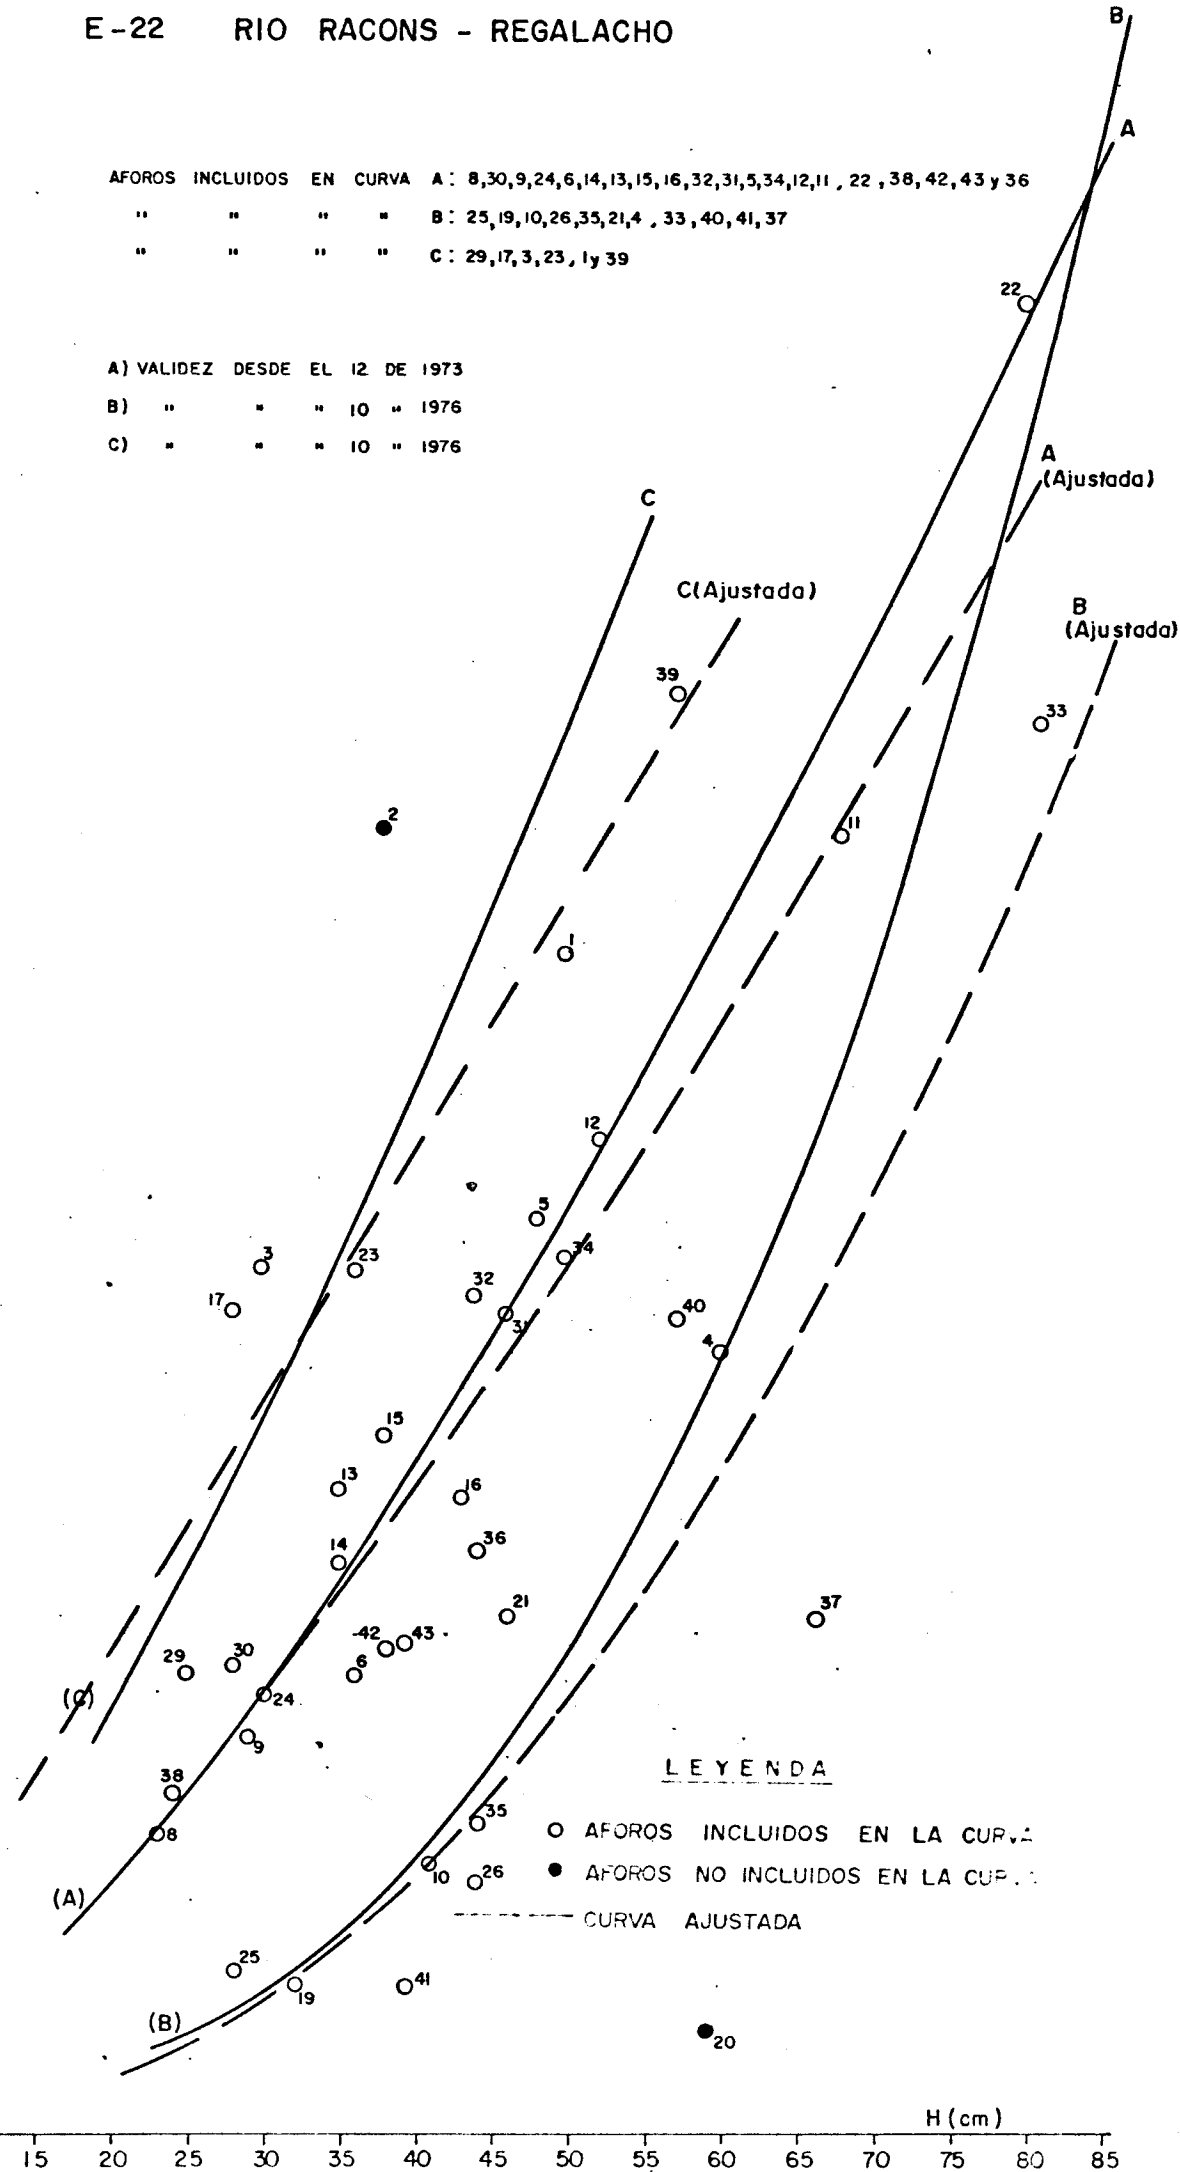 E-22 RIO RACONS - REGALACHO
B
A
AFOROS INCLUIDOS EN CURVA A: 8,30,9,24,6,14,13,15,16,32,31,5,34,12,11, 22, 38, 42, 43 y 36
" " " " B: 25,19,10,26,35,21,4, 33, 40, 41, 37
" " " " C: 29,17,3,23, 1 y 39
22
A) VALIDEZ DESDE EL 12 DE 1973
B) " " " 10 " 1976
C) " " " 10 " 1976
A
(Ajustada)
C
C(Ajustada)
B
(Ajustada)
39
33
2
11
1
12
5
3
23
34
17
32
31
40
4
15
13
16
14
36
21
37
-42
43
29
30
6
(C)
24
9
LEYENDA
38
8
35
O AFOROS INCLUIDOS EN LA
10
26
● AFOROS NO INCLUIDOS EN LA
(A)
------- CURVA AJUSTADA
25
19
41
(B)
20
H (cm)
15 20 25 30 35 40 45 50 55 60 65 70 75 80 85